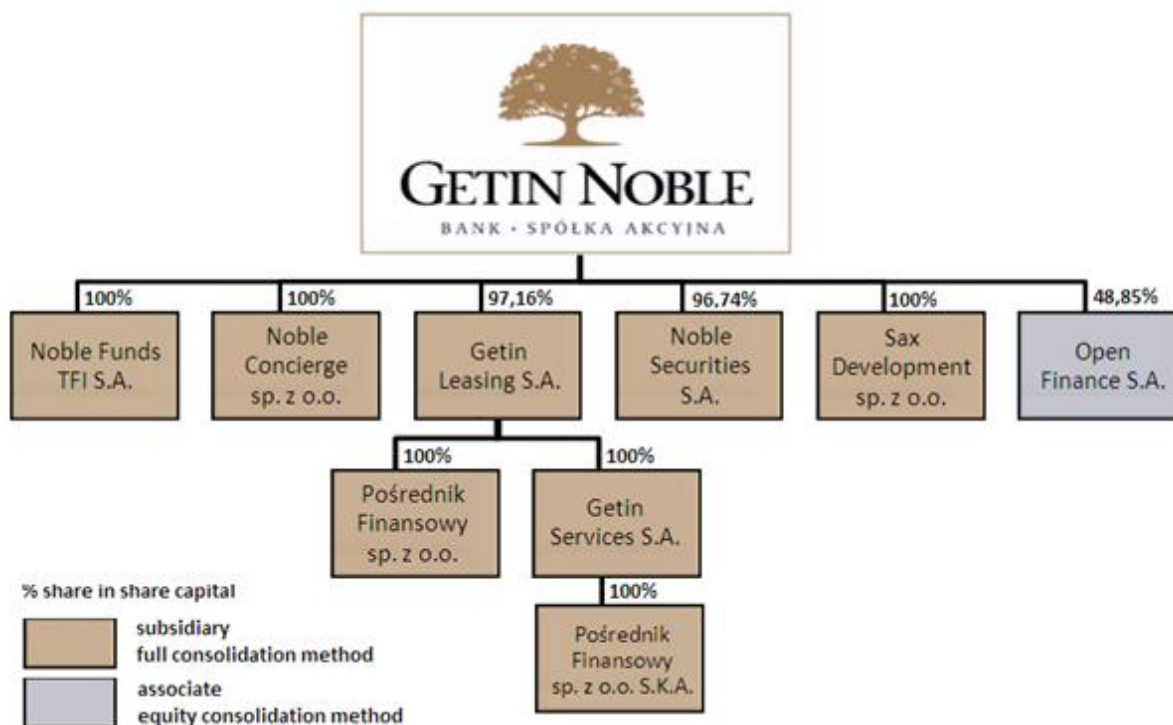 GETIN NOBLE
BANK · SPÓŁKA AKCYJNA
100%
100%
97,16%
96,74%
100%
48,85%
Noble Funds
TFI S.A.
Noble
Concierge
sp. z o.o.
Getin
Leasing S.A.
Noble
Securities
S.A.
Sax
Development
sp. z o.o.
Open
Finance S.A.
100%
100%
Pośrednik
Finansowy
sp. z o.o.
Getin
Services S.A.
100%
Pośrednik
Finansowy
sp. z o.o. S.K.A.
% share in share capital
subsidiary
full consolidation method
associate
equity consolidation method